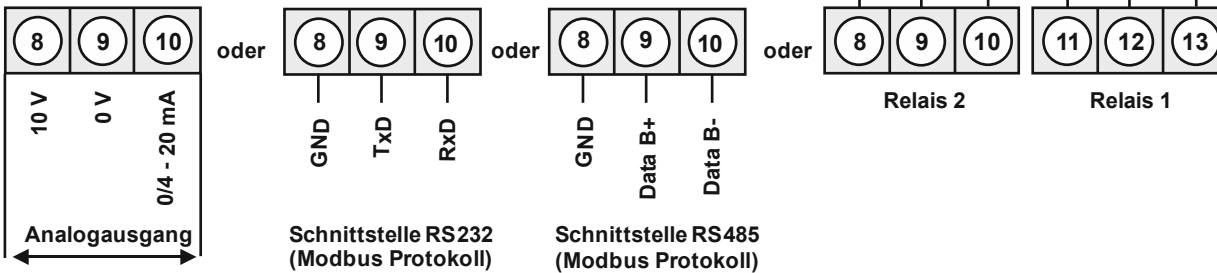 8 9 10 oder 8 9 10 oder 8 9 10 oder 8 9 10 11 12 13
Relais 2 Relais 1
10 V 0 V 0/4 - 20 mA
GND TxD RxD
GND Data B+ Data B-
Analogausgang
Schnittstelle RS232
(Modbus Protokoll)
Schnittstelle RS485
(Modbus Protokoll)